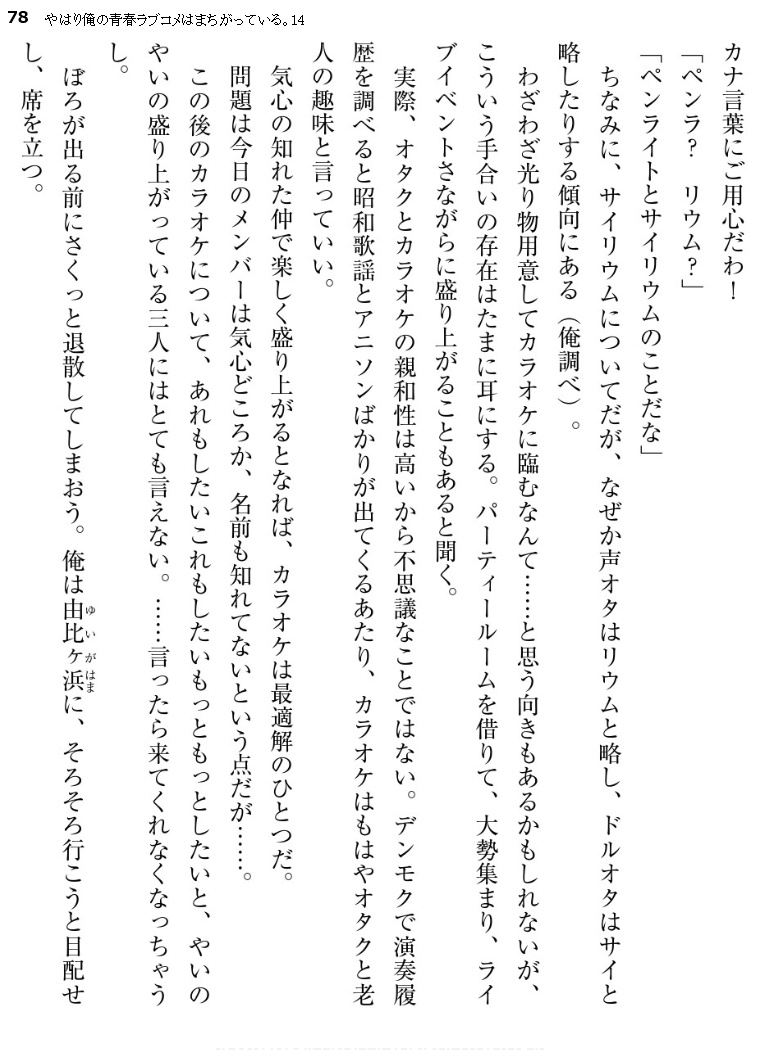 78 やはり俺の青春ラブコメはまちがっている。14
カナ言葉にご用心だわ！
「ペンラ？　リウム？」
「ペンライトとサイリウムのことだな」
　ちなみに、サイリウムについてだが、なぜか声オタはリウムと略し、ドルオタはサイと
略したりする傾向にある（俺調べ）。
　わざわざ光り物用意してカラオケに臨むなんて……と思う向きもあるかもしれないが、
こういう手合いの存在はたまに耳にする。パーティールームを借りて、大勢集まり、ライ
ブイベントさながらに盛り上がることもあると聞く。
　実際、オタクとカラオケの親和性は高いから不思議なことではない。デンモクで演奏履
歴を調べると昭和歌謡とアニソンばかりが出てくるあたり、カラオケはもはやオタクと老
人の趣味と言っていい。
　気心の知れた仲で楽しく盛り上がるとなれば、カラオケは最適解のひとつだ。
　問題は今日のメンバーは気心どころか、名前も知れてないという点だが……。
　この後のカラオケについて、あれもしたいこれもしたいもっともっとしたいと、やいの
やいの盛り上がっている三人にはとても言えない。……言ったら来てくれなくなっちゃう
し。
　ぼろが出る前にさくっと退散してしまおう。俺は由比ヶ浜に、そろそろ行こうと目配せ
ゆいがはま
し、席を立つ。